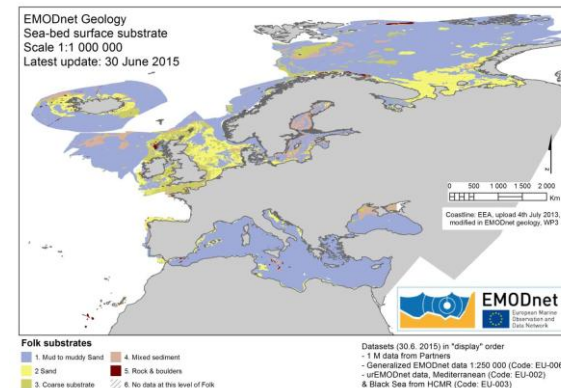 EMODnet Geology
Sea-bed surface substrate
Scale 1:1 000 000
Latest update: 30 June 2015
0 500 1 000 1 500 2 000
Km
Coastline: EEA, upload 4th July 2013,
modified in EMODnet geology, WP3
EMODnet
European Marine
Observation and
Data Network
Folk substrates
1. Mud to muddy Sand
2 Sand
3. Coarse substrate
4. Mixed sediment
5. Rock & boulders
6. No data at this level of Folk
Datasets (30.6. 2015) in "display" order
- 1 M data from Partners
- Generalized EMODnet data 1:250 000 (Code: EU-006)
- urEMODnet data, Mediterranean (Code: EU-002)
& Black Sea from HCMR (Code: EU-003)